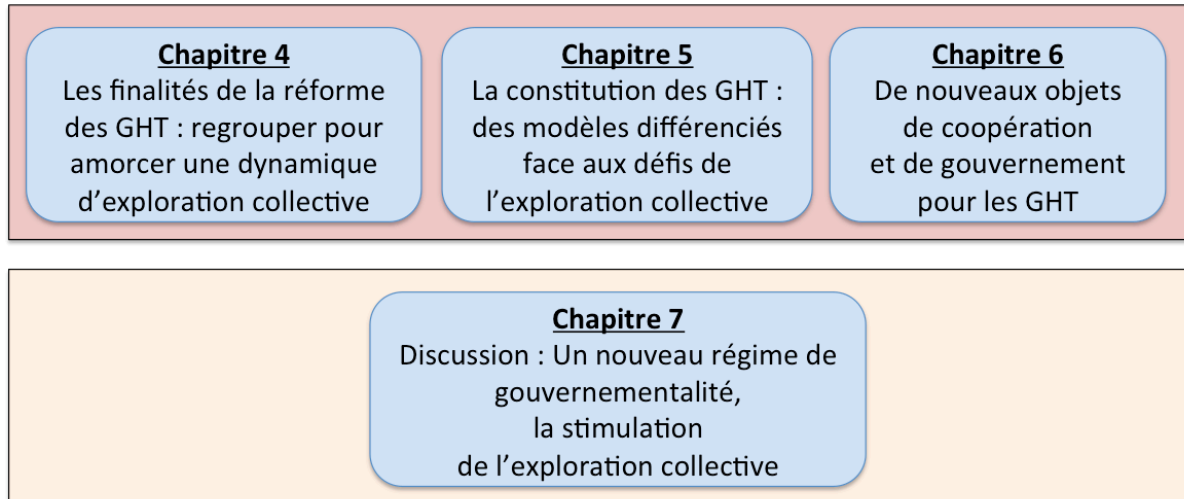 Chapitre 4
Les finalités de la réforme
des GHT : regrouper pour
amorcer une dynamique
d’exploration collective
Chapitre 5
La constitution des GHT :
des modèles différenciés
face aux défis de
l’exploration collective
Chapitre 6
De nouveaux objets
de coopération
et de gouvernement
pour les GHT
Chapitre 7
Discussion : Un nouveau régime de
gouvernementalité,
la stimulation
de l’exploration collective